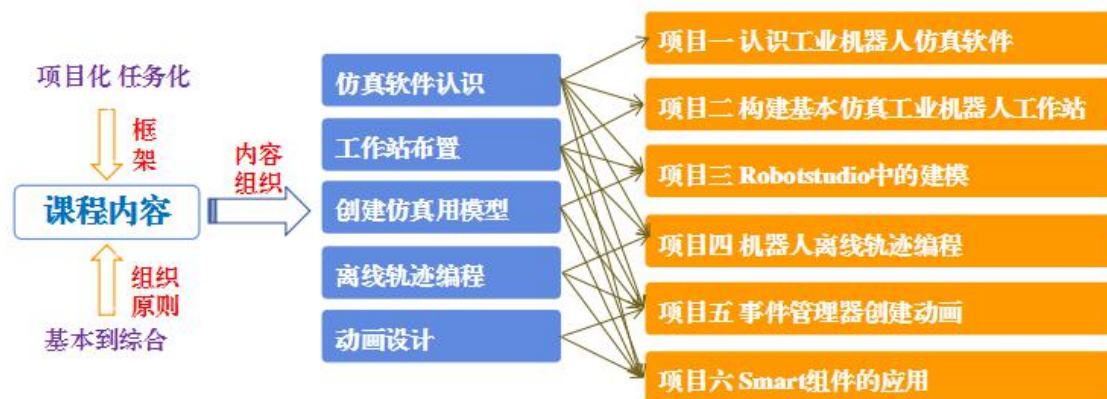 项目化 任务化
框
架
课程内容
组织
原则
基本到综合
内容
组织
仿真软件认识
工作站布置
创建仿真用模型
离线轨迹编程
动画设计
项目一 认识工业机器人仿真软件
项目二 构建基本仿真工业机器人工作站
项目三 Robotstudio中的建模
项目四 机器人离线轨迹编程
项目五 事件管理器创建动画
项目六 Smart组件的应用